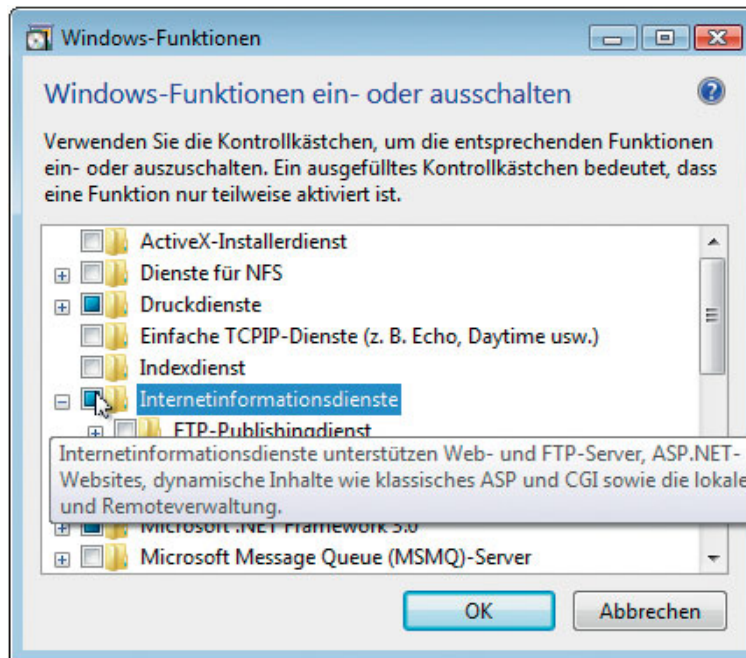 Windows-Funktionen
Windows-Funktionen ein- oder ausschalten
Verwenden Sie die Kontrollkästchen, um die entsprechenden Funktionen
ein- oder auszuschalten. Ein ausgefülltes Kontrollkästchen bedeutet, dass
eine Funktion nur teilweise aktiviert ist.
ActiveX-Installerdienst
Dienste für NFS
Druckdienste
Einfache TCPIP-Dienste (z. B. Echo, Daytime usw.)
Indexdienst
Internetinformationsdienste
FTP-Publishingdienst
Internetinformationsdienste unterstützen Web- und FTP-Server, ASP.NET-
Websites, dynamische Inhalte wie klassisches ASP und CGI sowie die lokale
und Remoteverwaltung.
Microsoft .NET Framework 3.0
Microsoft Message Queue (MSMQ)-Server
OK
Abbrechen